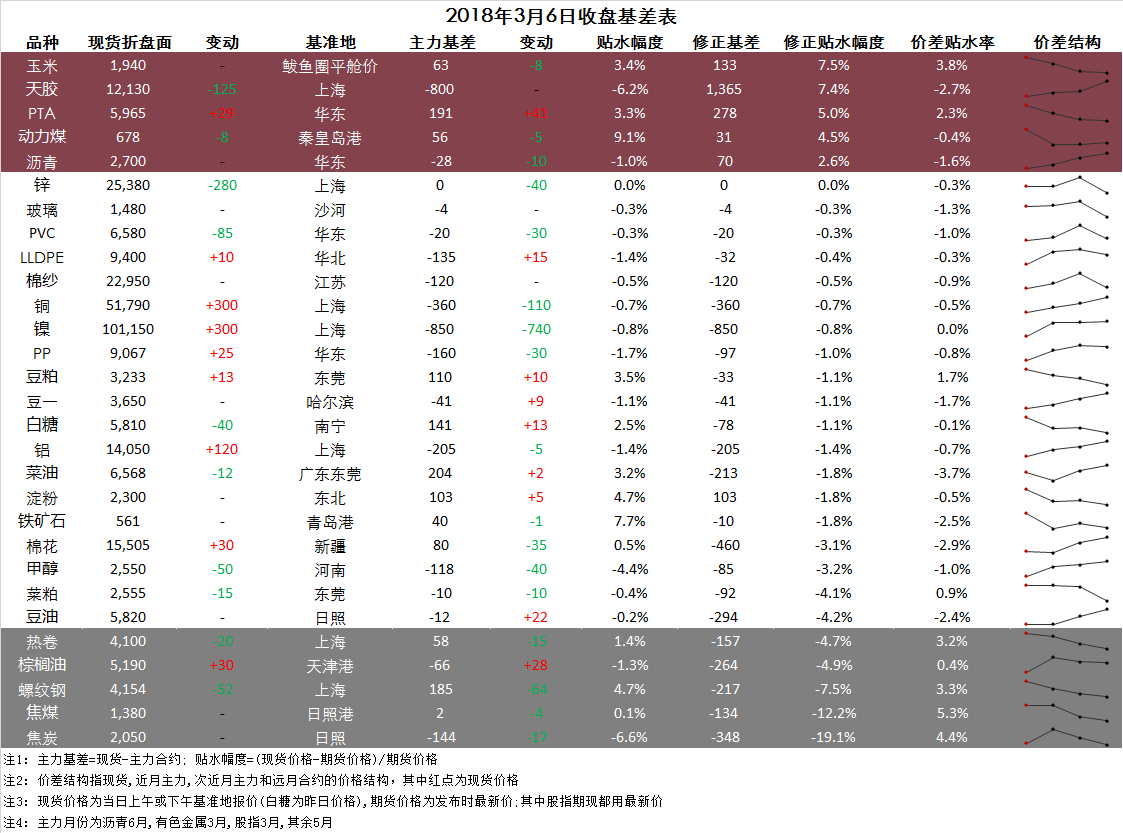 2018年3月6日收盘基差表
品种 现货折盘面 变动 基准地 主力基差 变动 贴水幅度 修正基差 修正贴水幅度 价差贴水率 价差结构
玉米 1,940 - 鲅鱼圈平舱价 63 -8 3.4% 133 7.5% 3.8%
天胶 12,130 -125 上海 -800 - -6.2% 1,365 7.4% -2.7%
PTA 5,965 +29 华东 191 +41 3.3% 278 5.0% 2.3%
动力煤 678 -8 秦皇岛港 56 -5 9.1% 31 4.5% -0.4%
沥青 2,700 - 华东 -28 -10 -1.0% 70 2.6% -1.6%
锌 25,380 -280 上海 0 -40 0.0% 0 0.0% -0.3%
玻璃 1,480 - 沙河 -4 - -0.3% -4 -0.3% -1.3%
PVC 6,580 -85 华东 -20 -30 -0.3% -20 -0.3% -1.0%
LLDPE 9,400 +10 华北 -135 +15 -1.4% -32 -0.4% -0.3%
棉纱 22,950 - 江苏 -120 - -0.5% -120 -0.5% -0.9%
铜 51,790 +300 上海 -360 -110 -0.7% -360 -0.7% -0.5%
镍 101,150 +300 上海 -850 -740 -0.8% -850 -0.8% 0.0%
PP 9,067 +25 华东 -160 -30 -1.7% -97 -1.0% -0.8%
豆粕 3,233 +13 东莞 110 +10 3.5% -33 -1.1% 1.7%
豆一 3,650 - 哈尔滨 -41 +9 -1.1% -41 -1.1% -1.7%
白糖 5,810 -40 南宁 141 +13 2.5% -78 -1.1% -0.1%
铝 14,050 +120 上海 -205 -5 -1.4% -205 -1.4% -0.7%
菜油 6,568 -12 广东东莞 204 +2 3.2% -213 -1.8% -3.7%
淀粉 2,300 - 东北 103 +5 4.7% 103 -1.8% -0.5%
铁矿石 561 - 青岛港 40 -1 7.7% -10 -1.8% -2.5%
棉花 15,505 +30 新疆 80 -35 0.5% -460 -3.1% -2.9%
甲醇 2,550 -50 河南 -118 -40 -4.4% -85 -3.2% -1.0%
菜粕 2,555 -15 东莞 -10 -10 -0.4% -92 -4.1% 0.9%
豆油 5,820 - 日照 -12 +22 -0.2% -294 -4.2% -2.4%
热卷 4,100 -20 上海 58 -15 1.4% -157 -4.7% 3.2%
棕榈油 5,190 +30 天津港 -66 +28 -1.3% -264 -4.9% 0.4%
螺纹钢 4,154 -52 上海 185 -64 4.7% -217 -7.5% 3.3%
焦煤 1,380 - 日照港 2 -4 0.1% -134 -12.2% 5.3%
焦炭 2,050 - 日照 -144 -17 -6.6% -348 -19.1% 4.4%
注1: 主力基差=现货-主力合约; 贴水幅度=(现货价格-期货价格)/期货价格
注2: 价差结构指现货,近月主力,次近月主力和远月合约的价格结构，其中红点为现货价格
注3: 现货价格为当日上午或下午基准地报价(白糖为昨日价格),期货价格为发布时最新价;其中股指期现都用最新价
注4: 主力月份为沥青6月,有色金属3月,股指3月,其余5月